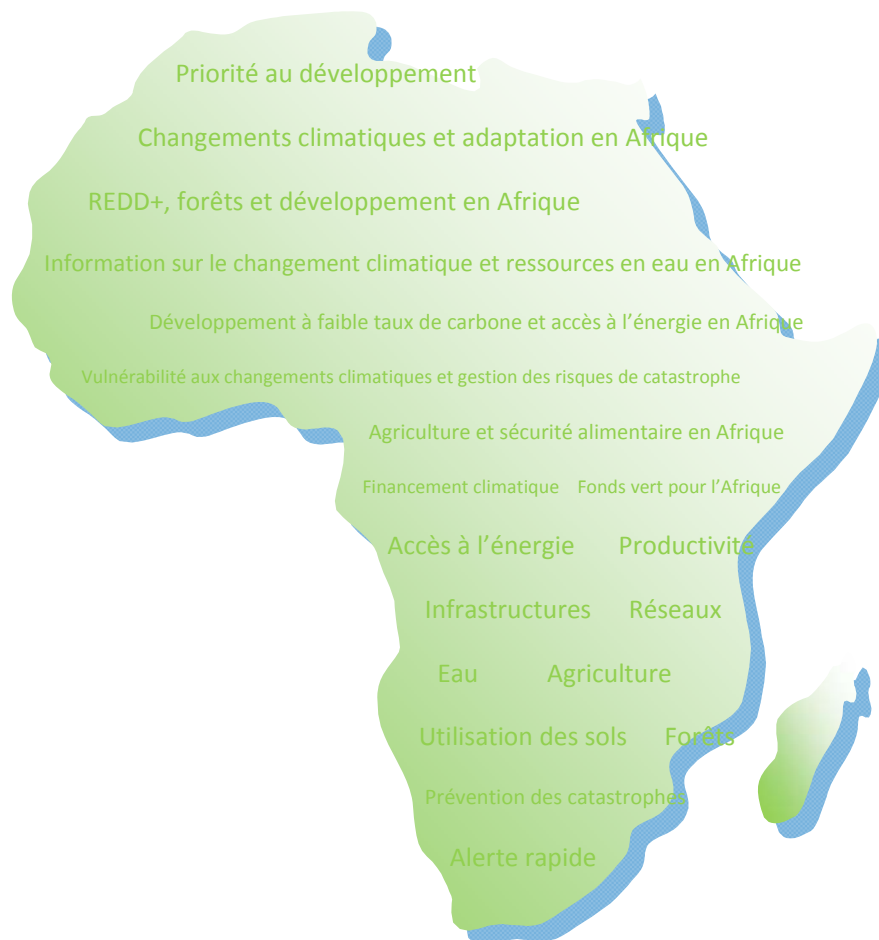 Priorité au développement
Changements climatiques et adaptation en Afrique
REDD+, forêts et développement en Afrique
Information sur le changement climatique et ressources en eau en Afrique
Développement à faible taux de carbone et accès à l’énergie en Afrique
Vulnérabilité aux changements climatiques et gestion des risques de catastrophe
Agriculture et sécurité alimentaire en Afrique
Financement climatique Fonds vert pour l’Afrique
Accès à l’énergie Productivité
Infrastructures Réseaux
Eau Agriculture
Utilisation des sols Forêts
Prévention des catastrophes
Alerte rapide